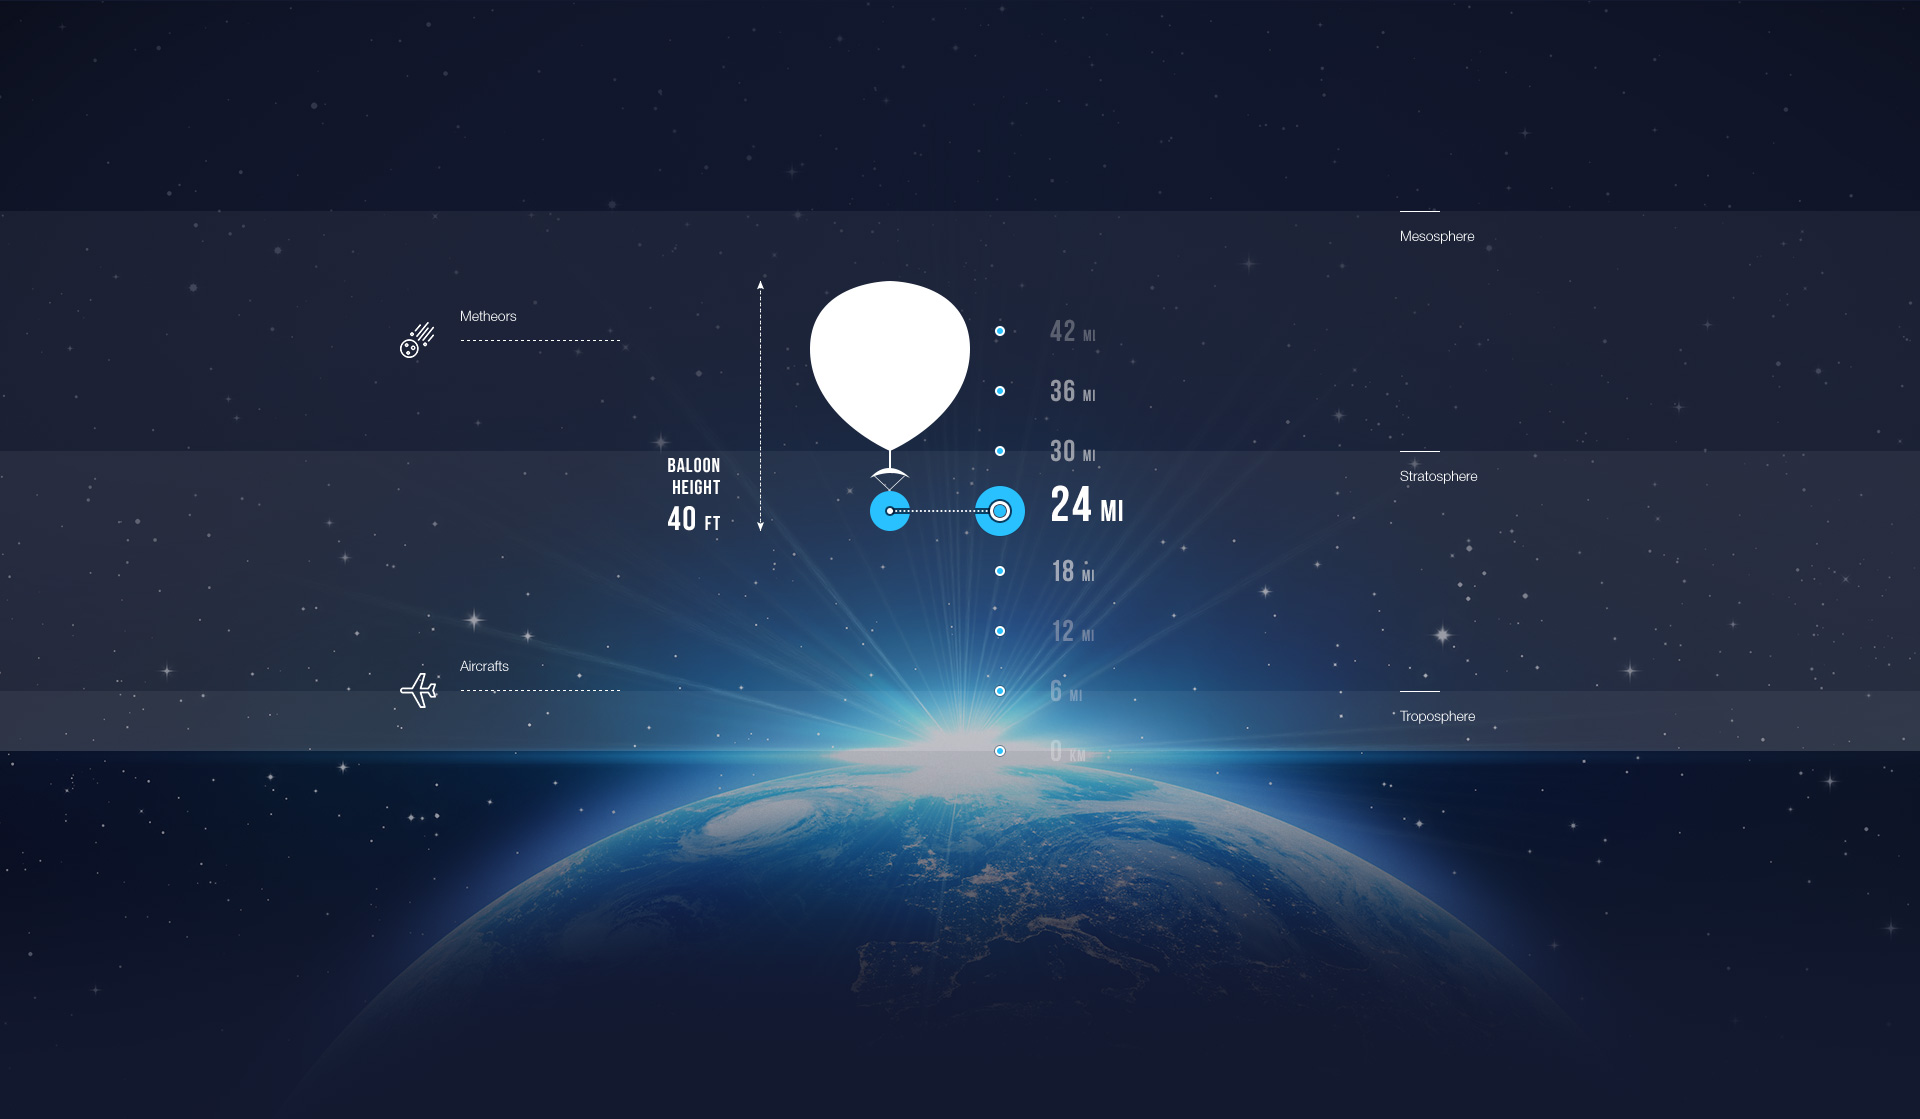 Mesosphere
Metheors
42 MI
36 MI
30 MI
BALOON
HEIGHT
40 FT
Stratosphere
24 MI
18 MI
12 MI
Aircrafts
6 MI
Troposphere
0 KM